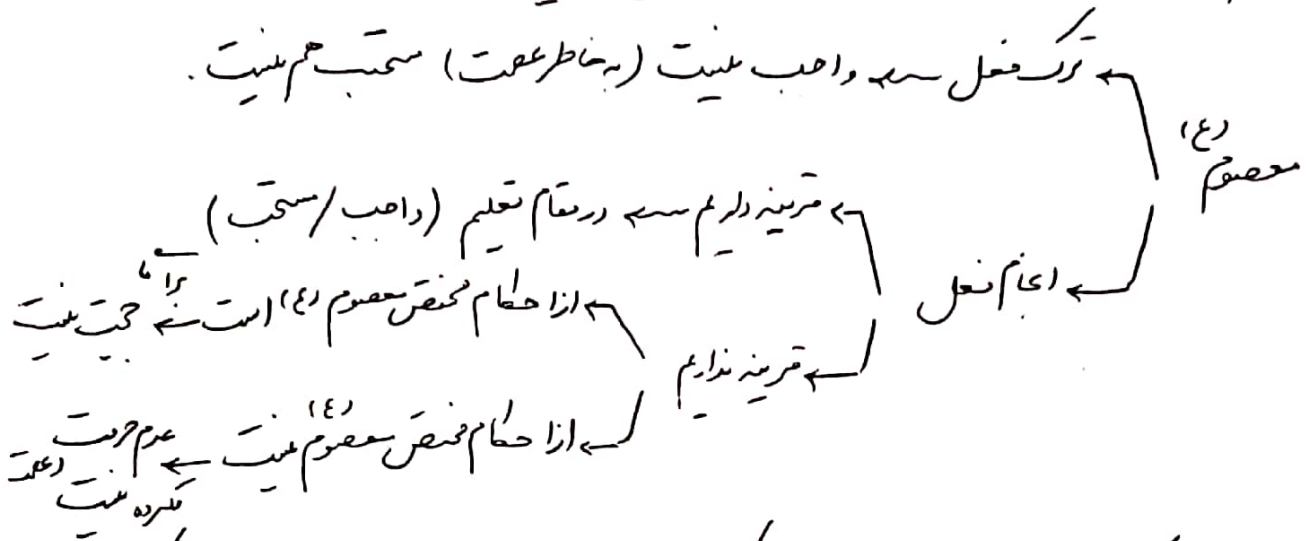 معصوم (ع)
ترک فعل ← واجب نیست (به خاطر عصمت) مستحب هم نیست.
انجام فعل
قرینه داریم ← در مقام تعلیم (واجب/مستحب)
قرینه نداریم
از احکام مختص معصوم (ع) است ← برا ما حجت نیست
از احکام مختص معصوم (ع) نیست ← عدم حرمت
مکروه نیست